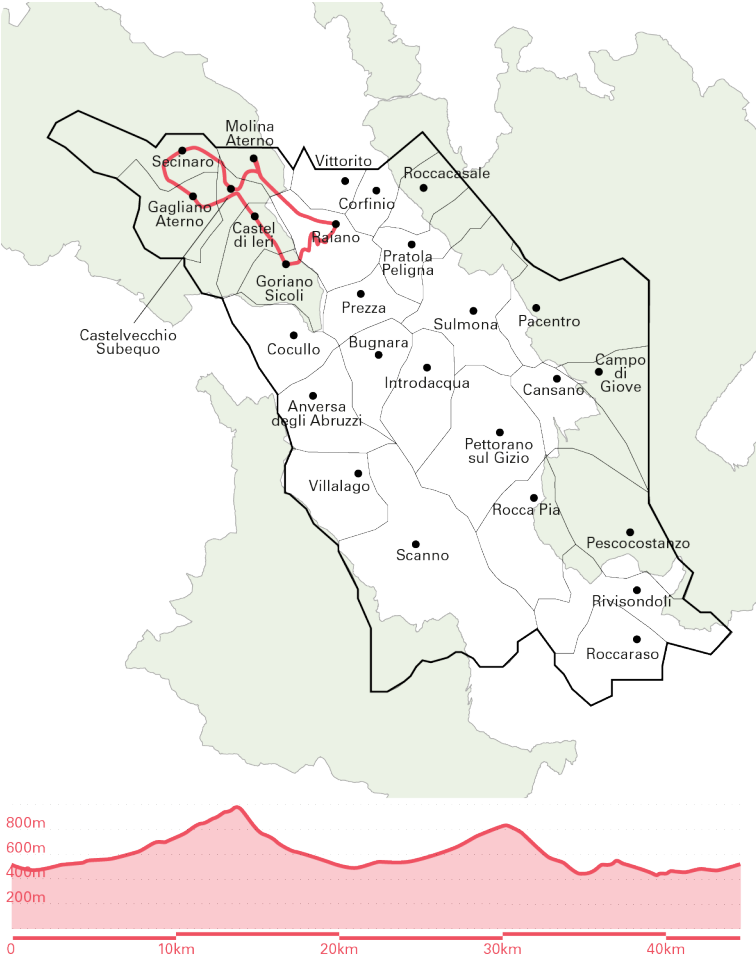 Molina
Aterno
Secinaro
Vittorito
Roccacasale
Corfinio
Gagliano
Aterno
Castel
di Ieri
Raiano
Pratola
Peligna
Goriano
Sicoli
Prezza
Sulmona
Pacentro
Castelvecchio
Subequo
Cocullo
Bugnara
Introdacqua
Campo
di
Giove
Cansano
Anversa
degli Abruzzi
Pettorano
sul Gizio
Villalago
Rocca Pia
Scanno
Pescocostanzo
Rivisondoli
Roccaraso
800m
600m
400m
200m
0 10km 20km 30km 40km